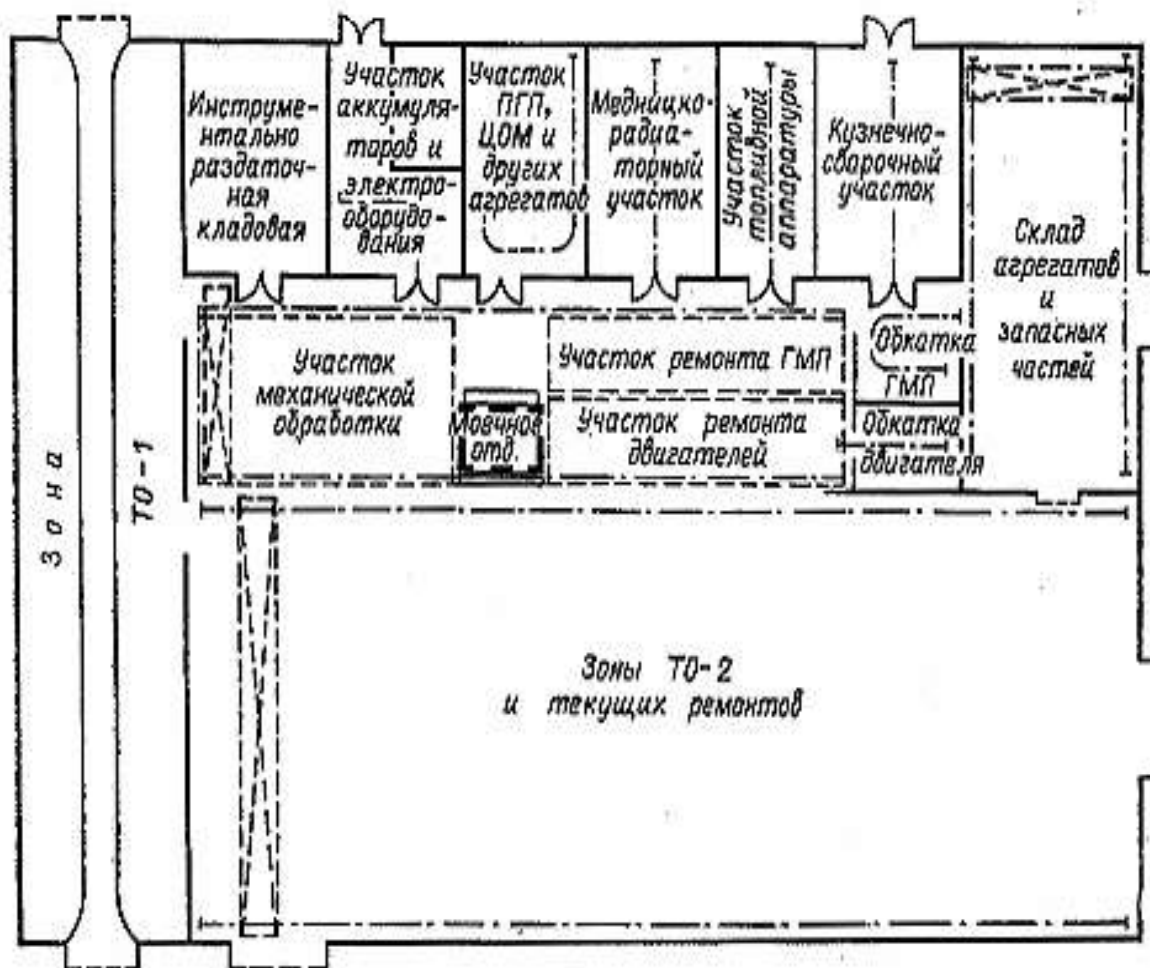 Инструме-
нтально
раздаточ-
ная
кладовая
Участок
аккумуля-
торов и
электро-
оборудо-
вания
Участок
ПГП,
ЦОМ и
других
агрегатов
Медницко-
радиа-
торный
участок
Участок
топливной
аппаратуры
Кузнечно-
сварочный
участок
Склад
агрегатов
и
запасных
частей
Участок
механической
обработки
Моечное
отд.
Участок ремонта ГМП
Участок ремонта
двигателей
Обкатка
ГМП
Обкатка
двигателя
Зона
ТО-1
Зоны ТО-2
и текущих ремонтов